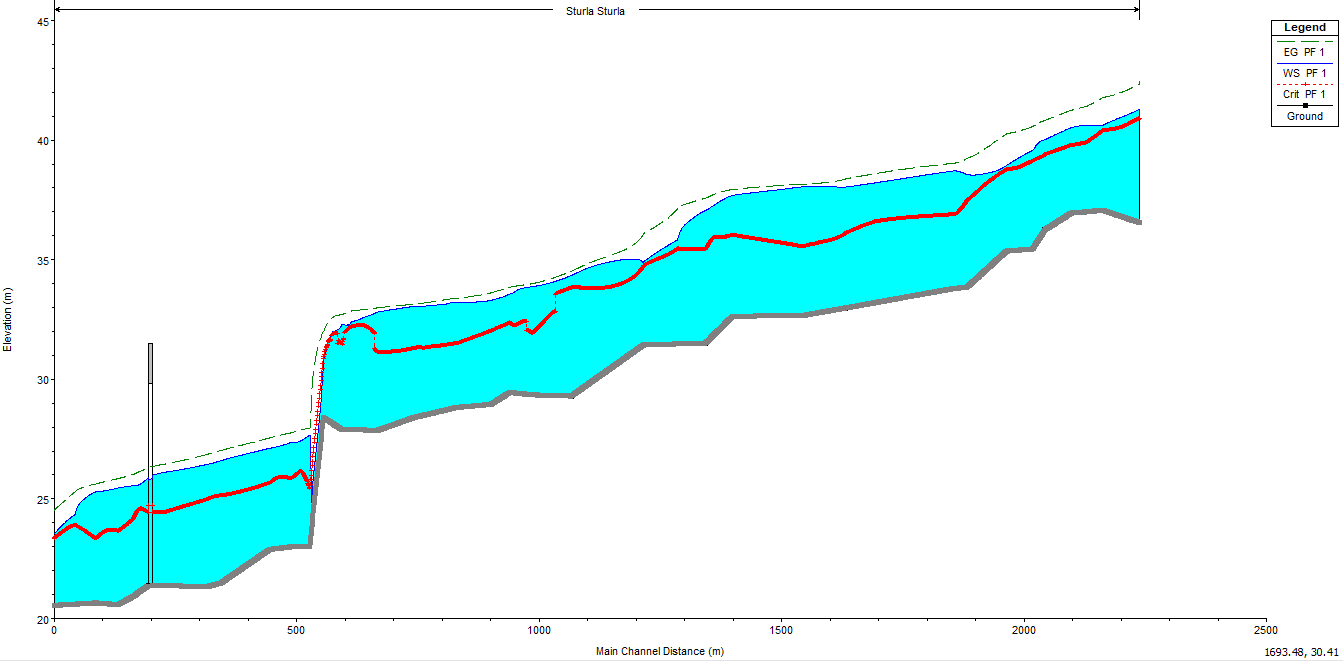 Sturla Sturla
45
40
35
30
25
20
Elevation (m)
0
500
1000
1500
2000
2500
Main Channel Distance (m)
Legend
EG PF 1
WS PF 1
Crit PF 1
Ground
1693.48, 30.41